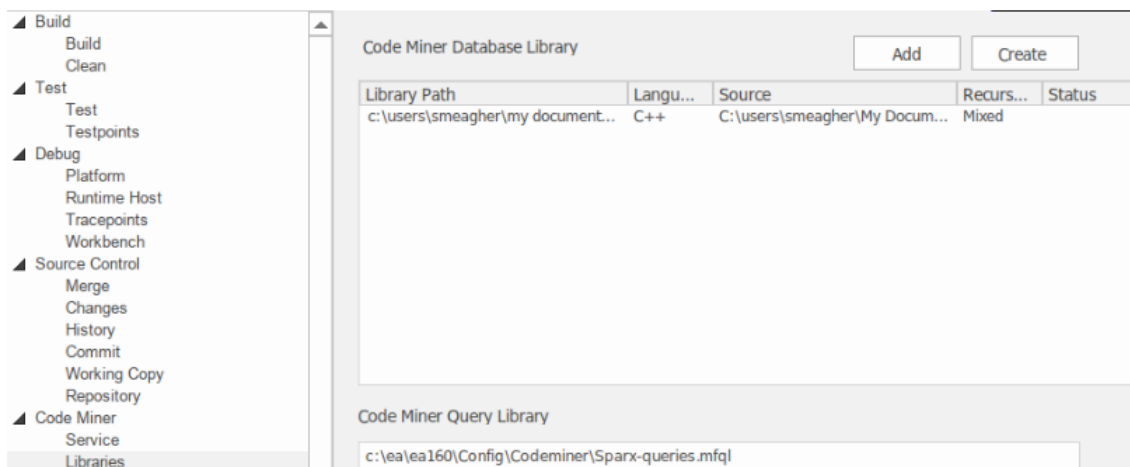 Build
Build
Clean
Test
Test
Testpoints
Debug
Platform
Runtime Host
Tracepoints
Workbench
Source Control
Merge
Changes
History
Commit
Working Copy
Repository
Code Miner
Service
Libraries
Code Miner Database Library
Add
Create
Library Path Langu... Source Recurs... Status
c:\users\smeagher\my document... C++ C:\users\smeagher\My Docum... Mixed
Code Miner Query Library
c:\ea\ea160\Config\Codeminer\Sparx-queries.mfql